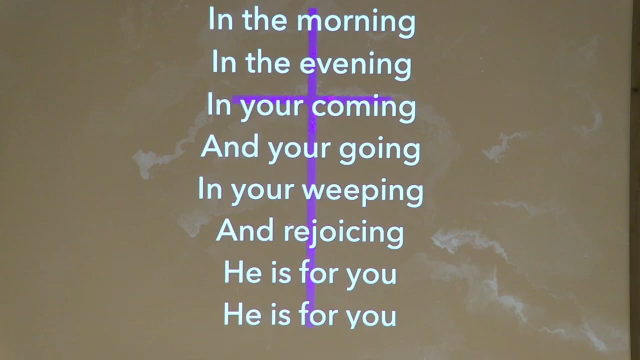 In the morning
In the evening
In your coming
And your going
In your weeping
And rejoicing
He is for you
He is for you